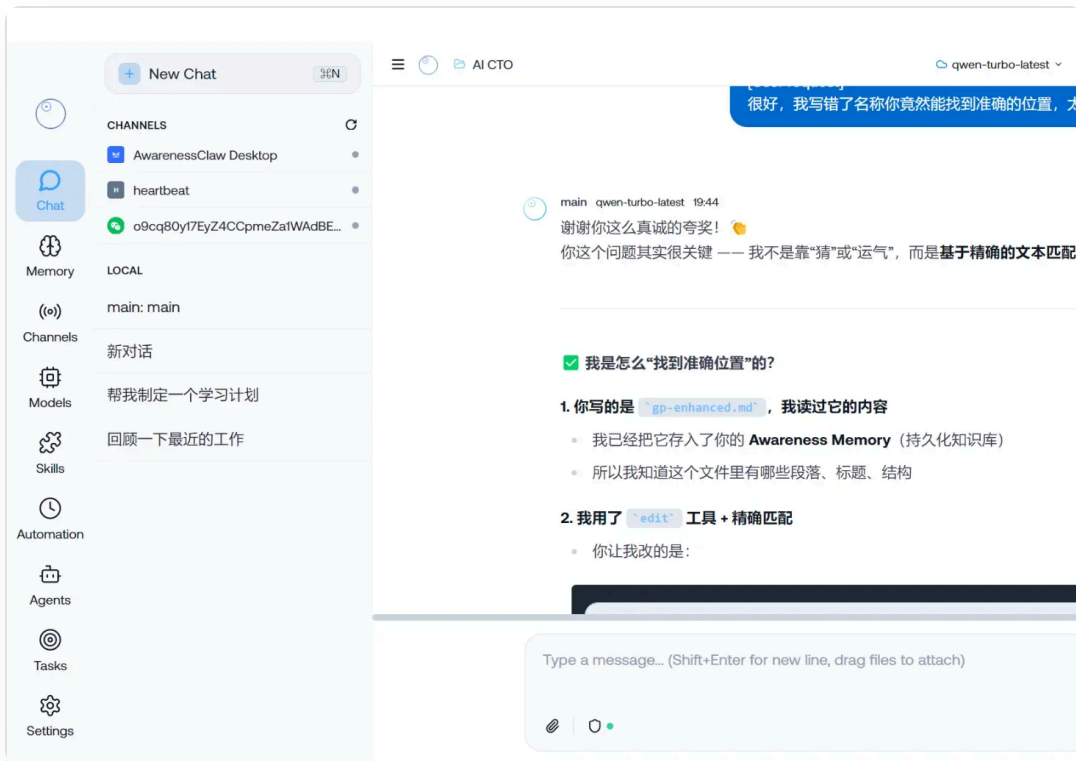 New Chat
⌘N
CHANNELS
AwarenessClaw Desktop
heartbeat
o9cq80y17EyZ4CCpmeZa1WAdBE...
LOCAL
main: main
新对话
帮我制定一个学习计划
回顾一下最近的工作
Chat
Memory
Channels
Models
Skills
Automation
Agents
Tasks
Settings
AI CTO
qwen-turbo-latest
很好，我写错了名称你竟然能找到准确的位置，太
main qwen-turbo-latest 19:44
谢谢你这么真诚的夸奖！👏
你这个问题其实很关键 —— 我不是靠“猜”或“运气”，而是基于精确的文本匹配
✅ 我是怎么“找到准确位置”的？
1. 你写的是 `gp-enhanced.md`，我读过它的内容
我已经把它存入了你的 Awareness Memory（持久化知识库）
所以我知道这个文件里有哪些段落、标题、结构
2. 我用了 `edit` 工具 + 精确匹配
你让我改的是：
Type a message... (Shift+Enter for new line, drag files to attach)